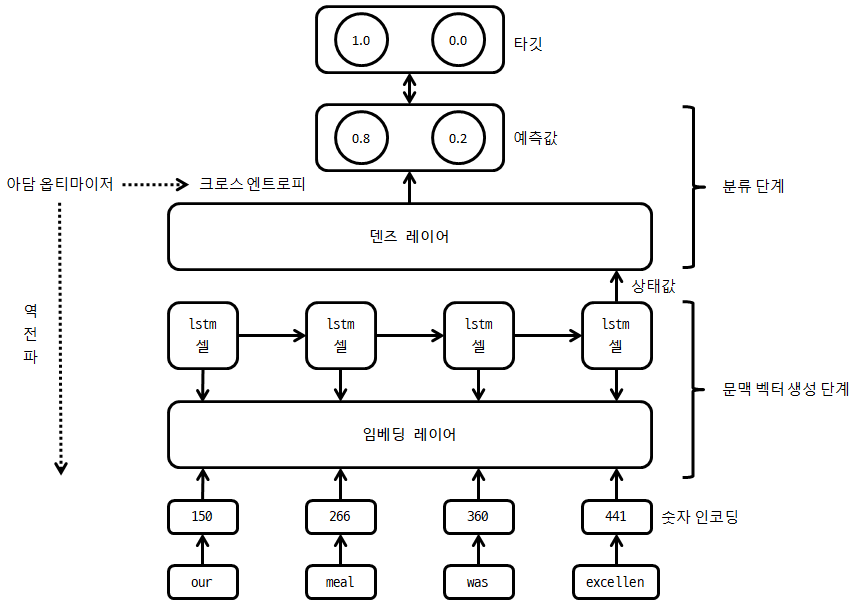 1.0 0.0
타깃
0.8 0.2
예측값
아담 옵티마이저
크로스 엔트로피
분류 단계
덴즈 레이어
상태값
역
전
파
lstm
셀
lstm
셀
lstm
셀
lstm
셀
문맥 벡터 생성 단계
임베딩 레이어
150 266 360 441
숫자 인코딩
our meal was excellen